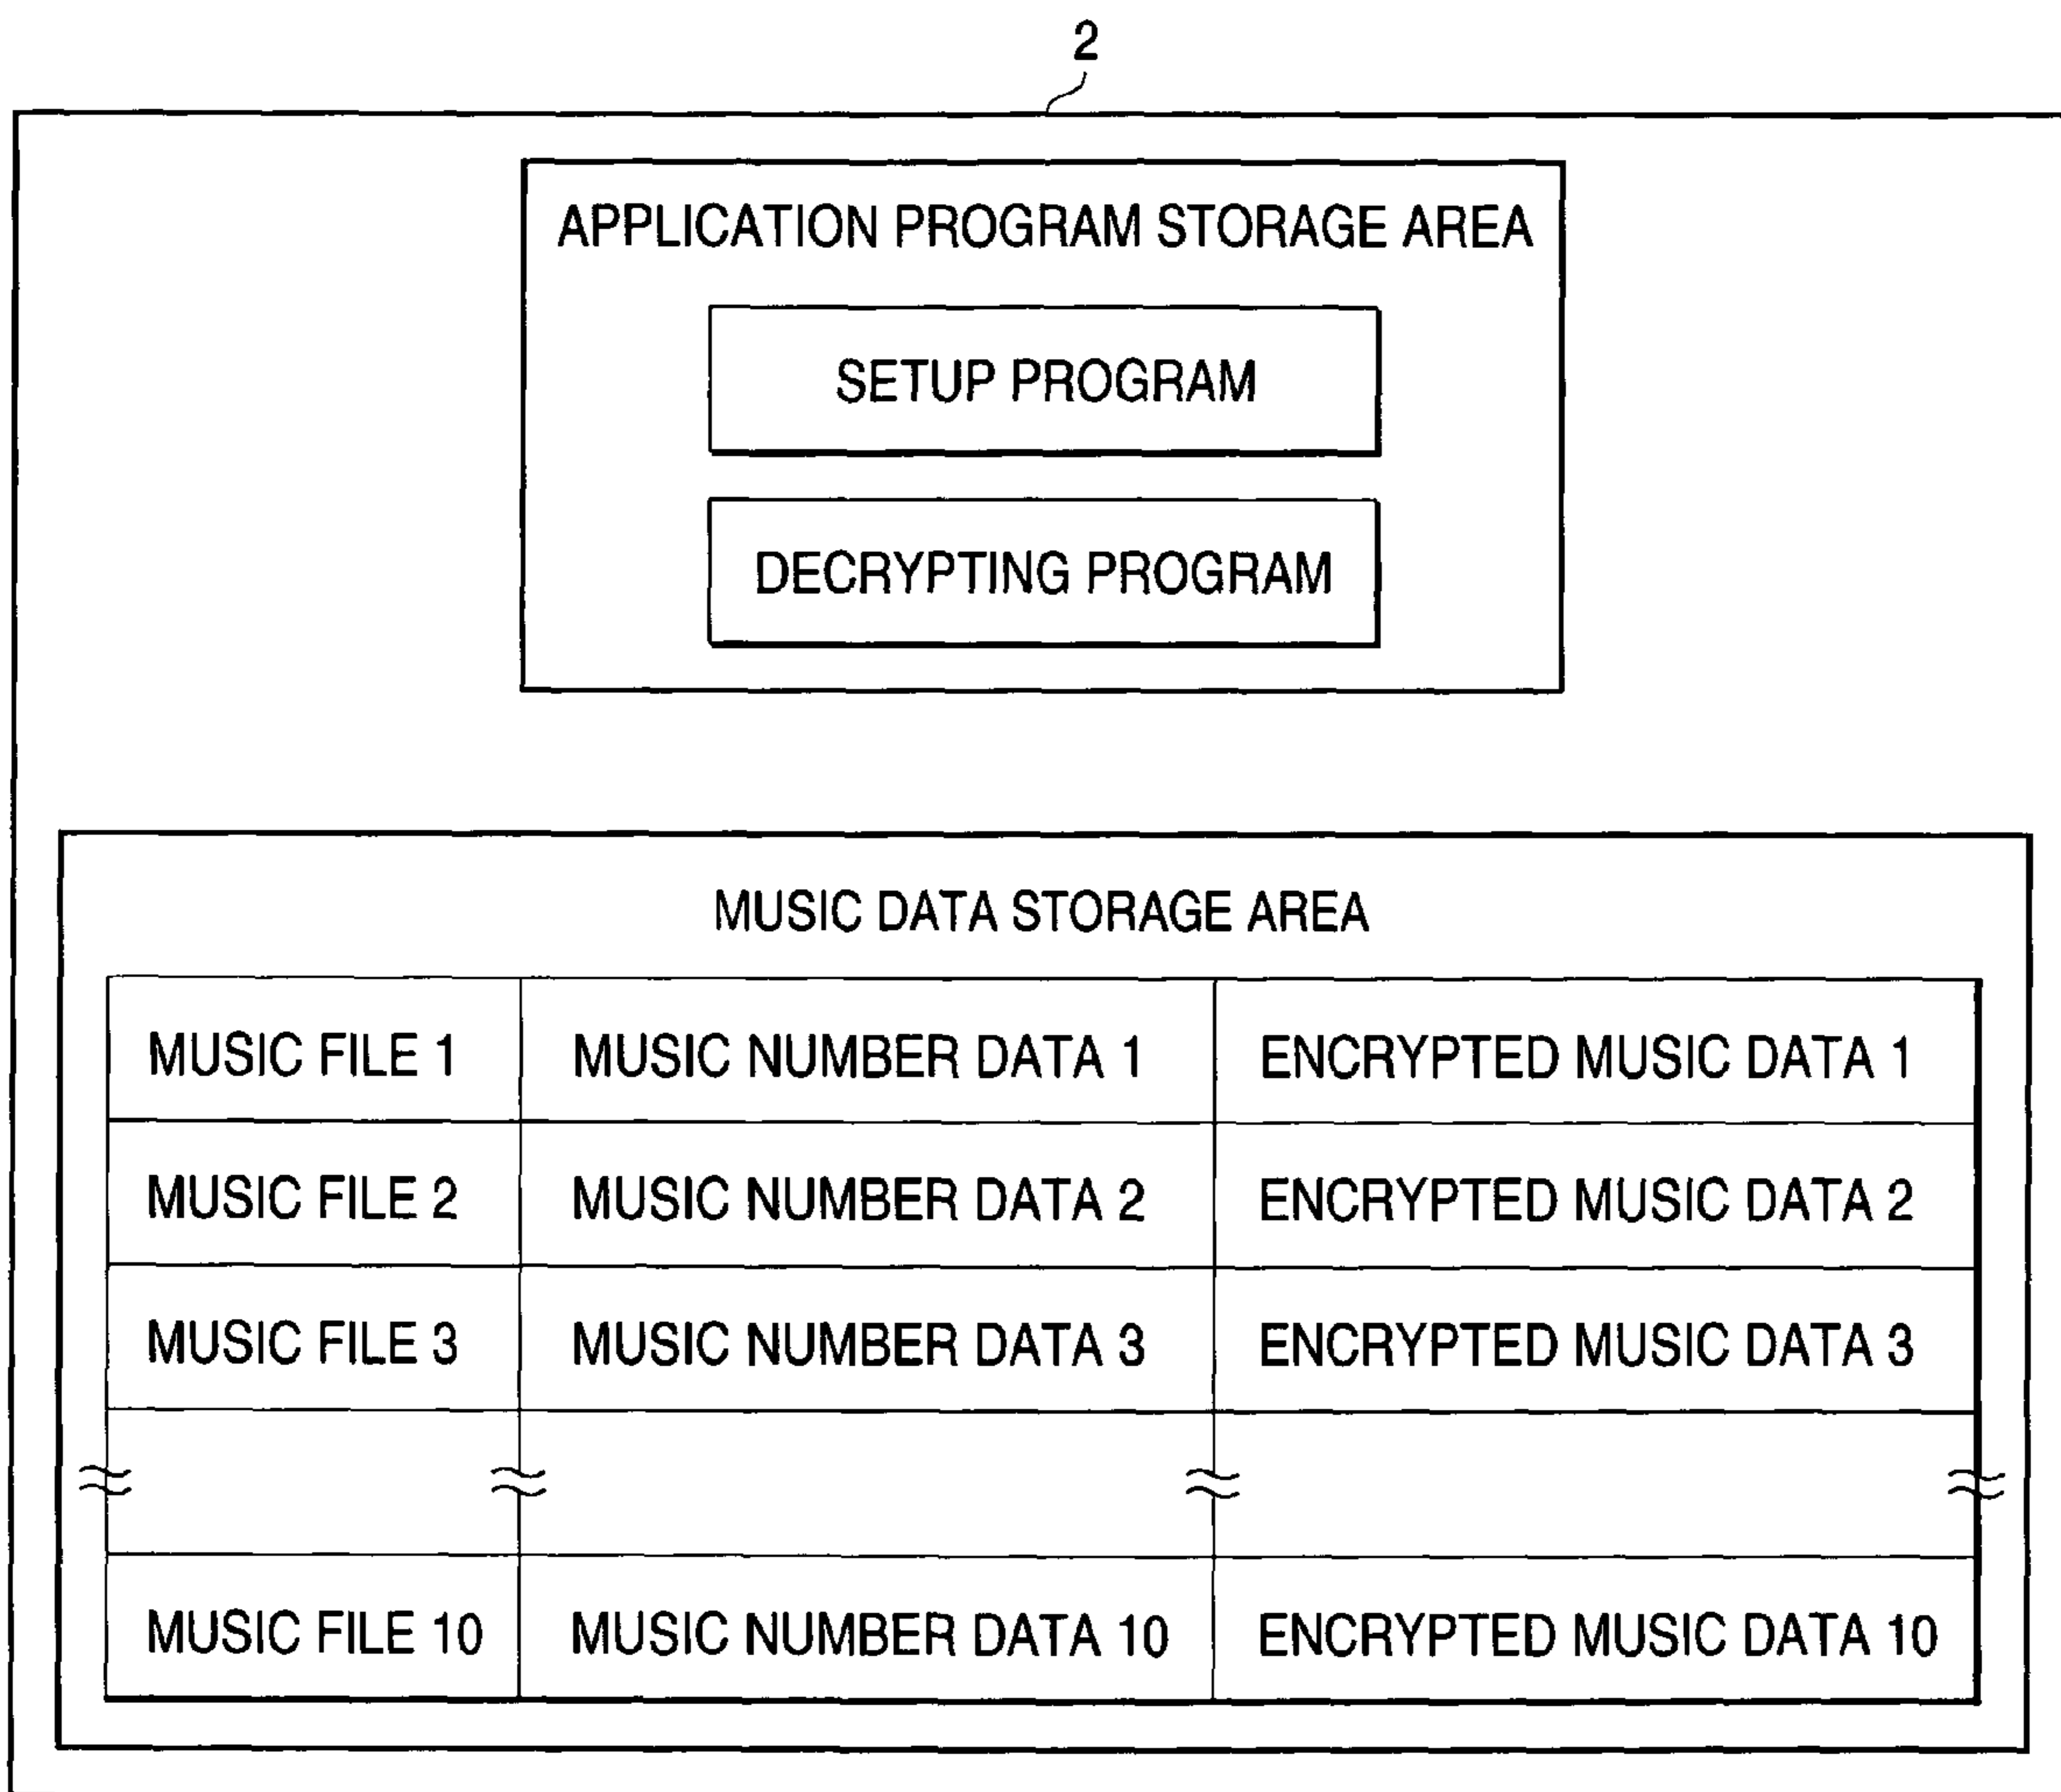 2
APPLICATION PROGRAM STORAGE AREA
SETUP PROGRAM
DECRYPTING PROGRAM
MUSIC DATA STORAGE AREA
MUSIC FILE 1 MUSIC NUMBER DATA 1 ENCRYPTED MUSIC DATA 1
MUSIC FILE 2 MUSIC NUMBER DATA 2 ENCRYPTED MUSIC DATA 2
MUSIC FILE 3 MUSIC NUMBER DATA 3 ENCRYPTED MUSIC DATA 3
MUSIC FILE 10 MUSIC NUMBER DATA 10 ENCRYPTED MUSIC DATA 10